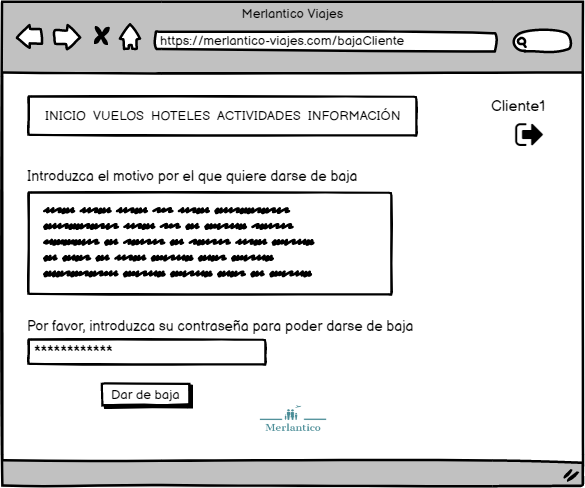 Merlantico Viajes
https://merlantico-viajes.com/bajaCliente
INICIO VUELOS HOTELES ACTIVIDADES INFORMACIÓN
Cliente1
Introduzca el motivo por el que quiere darse de baja
Por favor, introduzca su contraseña para poder darse de baja
************
Dar de baja
Merlantico